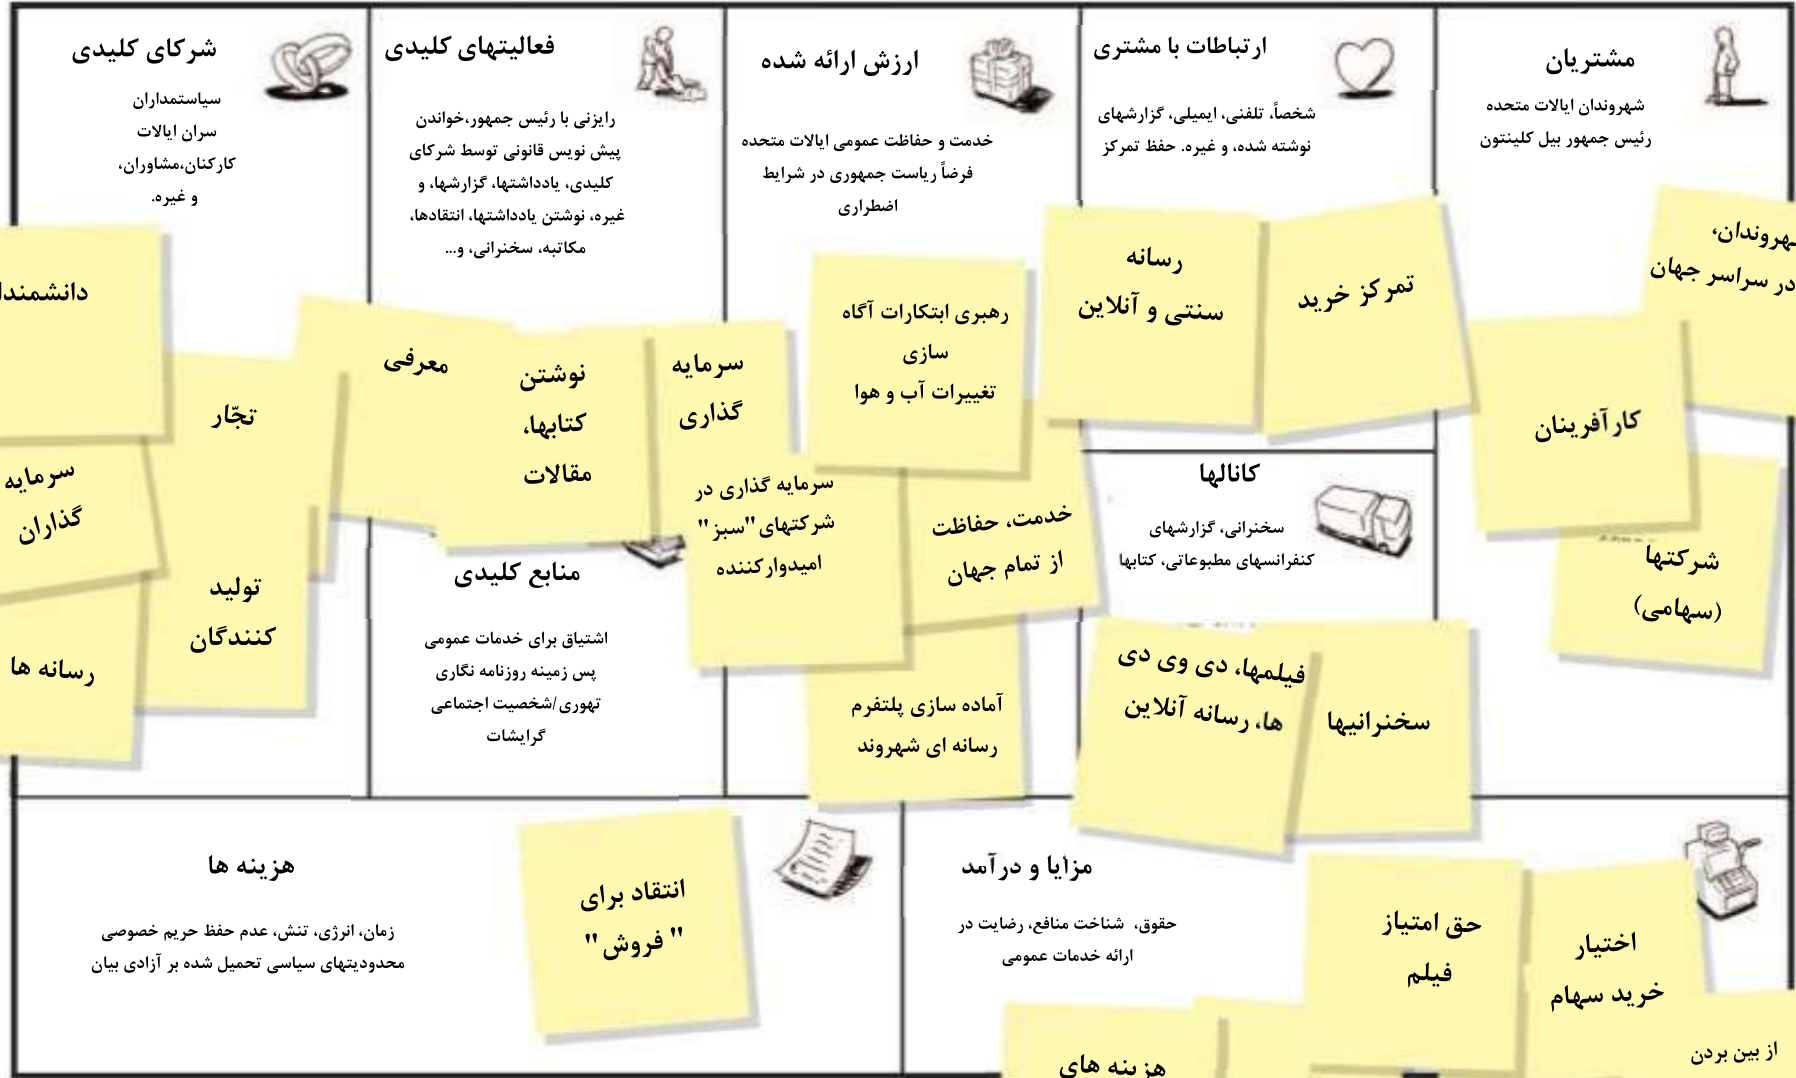 مشتریان
شهروندان ایالات متحده
رئیس جمهور بیل کلینتون
در سراسر جهان
کارآفرینان
شرکتها
(سهامی)
ارتباطات با مشتری
شخصاً، تلفنی، ایمیلی، گزارشهای
نوشته شده، و غیره. حفظ تمرکز
تمرکز خرید
رسانه
سنتی و آنلاین
کانالها
سخنرانی، گزارشهای
کنفرانسهای مطبوعاتی، کتابها
سخنرانیها
فیلمها، دی وی دی
ها، رسانه آنلاین
ارزش ارائه شده
خدمت و حفاظت عمومی ایالات متحده
فرضاً ریاست جمهوری در شرایط
اضطراری
رهبری ابتکارات آگاه
سازی
تغییرات آب و هوا
خدمت، حفاظت
از تمام جهان
سرمایه گذاری در
شرکتهای"سبز"
امیدوارکننده
آماده سازی پلتفرم
رسانه ای شهروند
فعالیتهای کلیدی
رایزنی با رئیس جمهور،خواندن
پیش نویس قانونی توسط شرکای
کلیدی، یادداشتها، گزارشها، و
غیره، نوشتن یادداشتها، انتقادها،
مکاتبه، سخنرانی، و...
سرمایه
گذاری
نوشتن
کتابها،
مقالات
معرفی
منابع کلیدی
اشتیاق برای خدمات عمومی
پس زمینه روزنامه نگاری
تهوری/شخصیت اجتماعی
گرایشات
شرکای کلیدی
سیاستمداران
سران ایالات
کارکنان،مشاوران،
و غیره.
تجّار
سرمایه
گذاران
تولید
کنندگان
رسانه ها
هزینه ها
زمان، انرژی، تنش، عدم حفظ حریم خصوصی
محدودیتهای سیاسی تحمیل شده بر آزادی بیان
انتقاد برای
"فروش"
مزایا و درآمد
حقوق، شناخت منافع، رضایت در
ارائه خدمات عمومی
حق امتیاز
فیلم
اختیار
خرید سهام
از بین بردن
هزینه های